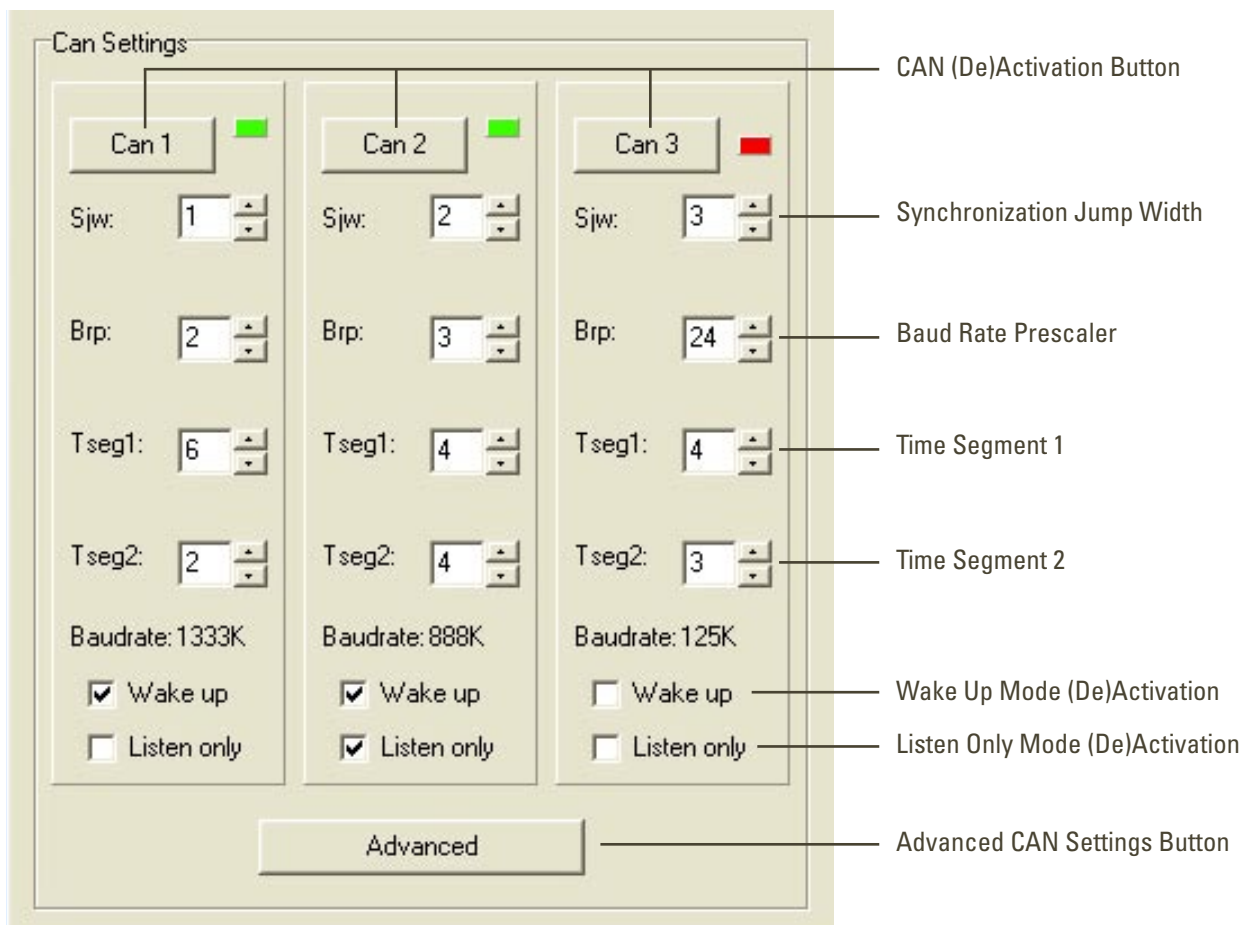 Can Settings
CAN (De)Activation Button
Can 1 Can 2 Can 3
Sjw: 1 Sjw: 2 Sjw: 3 Synchronization Jump Width
Brp: 2 Brp: 3 Brp: 24 Baud Rate Prescaler
Tseg1: 6 Tseg1: 4 Tseg1: 4 Time Segment 1
Tseg2: 2 Tseg2: 4 Tseg2: 3 Time Segment 2
Baudrate: 1333K Baudrate: 888K Baudrate: 125K
Wake up Wake up Wake up Wake Up Mode (De)Activation
Listen only Listen only Listen only Listen Only Mode (De)Activation
Advanced Advanced CAN Settings Button